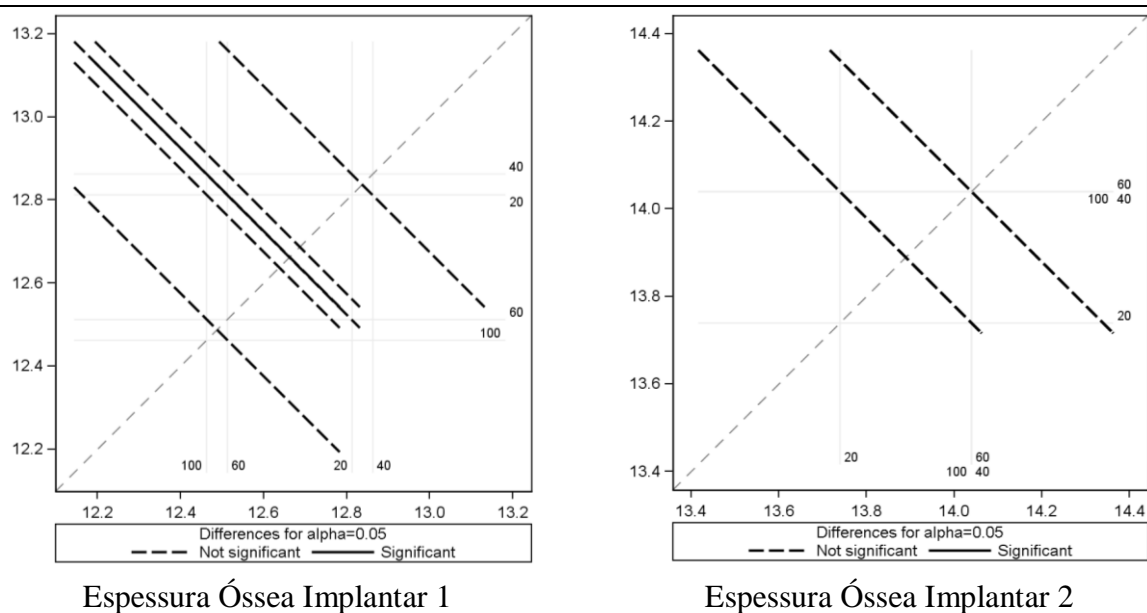 13.2
13.0
12.8
12.6
12.4
12.2
40
20
60
100
100 60 20 40
12.2 12.4 12.6 12.8 13.0 13.2
Differences for alpha=0.05
Not significant Significant
Espessura Óssea Implantar 1
14.4
14.2
14.0
13.8
13.6
13.4
60
100 40
20
20 60
100 40
13.4 13.6 13.8 14.0 14.2 14.4
Differences for alpha=0.05
Not significant Significant
Espessura Óssea Implantar 2